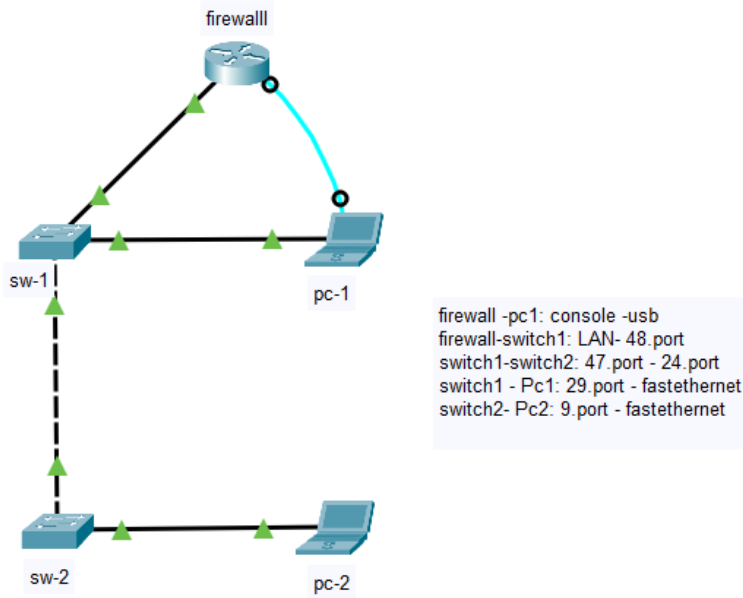 firewalll
sw-1
pc-1
firewall -pc1: console -usb
firewall-switch1: LAN- 48.port
switch1-switch2: 47.port - 24.port
switch1 - Pc1: 29.port - fastethernet
switch2- Pc2: 9.port - fastethernet
sw-2
pc-2